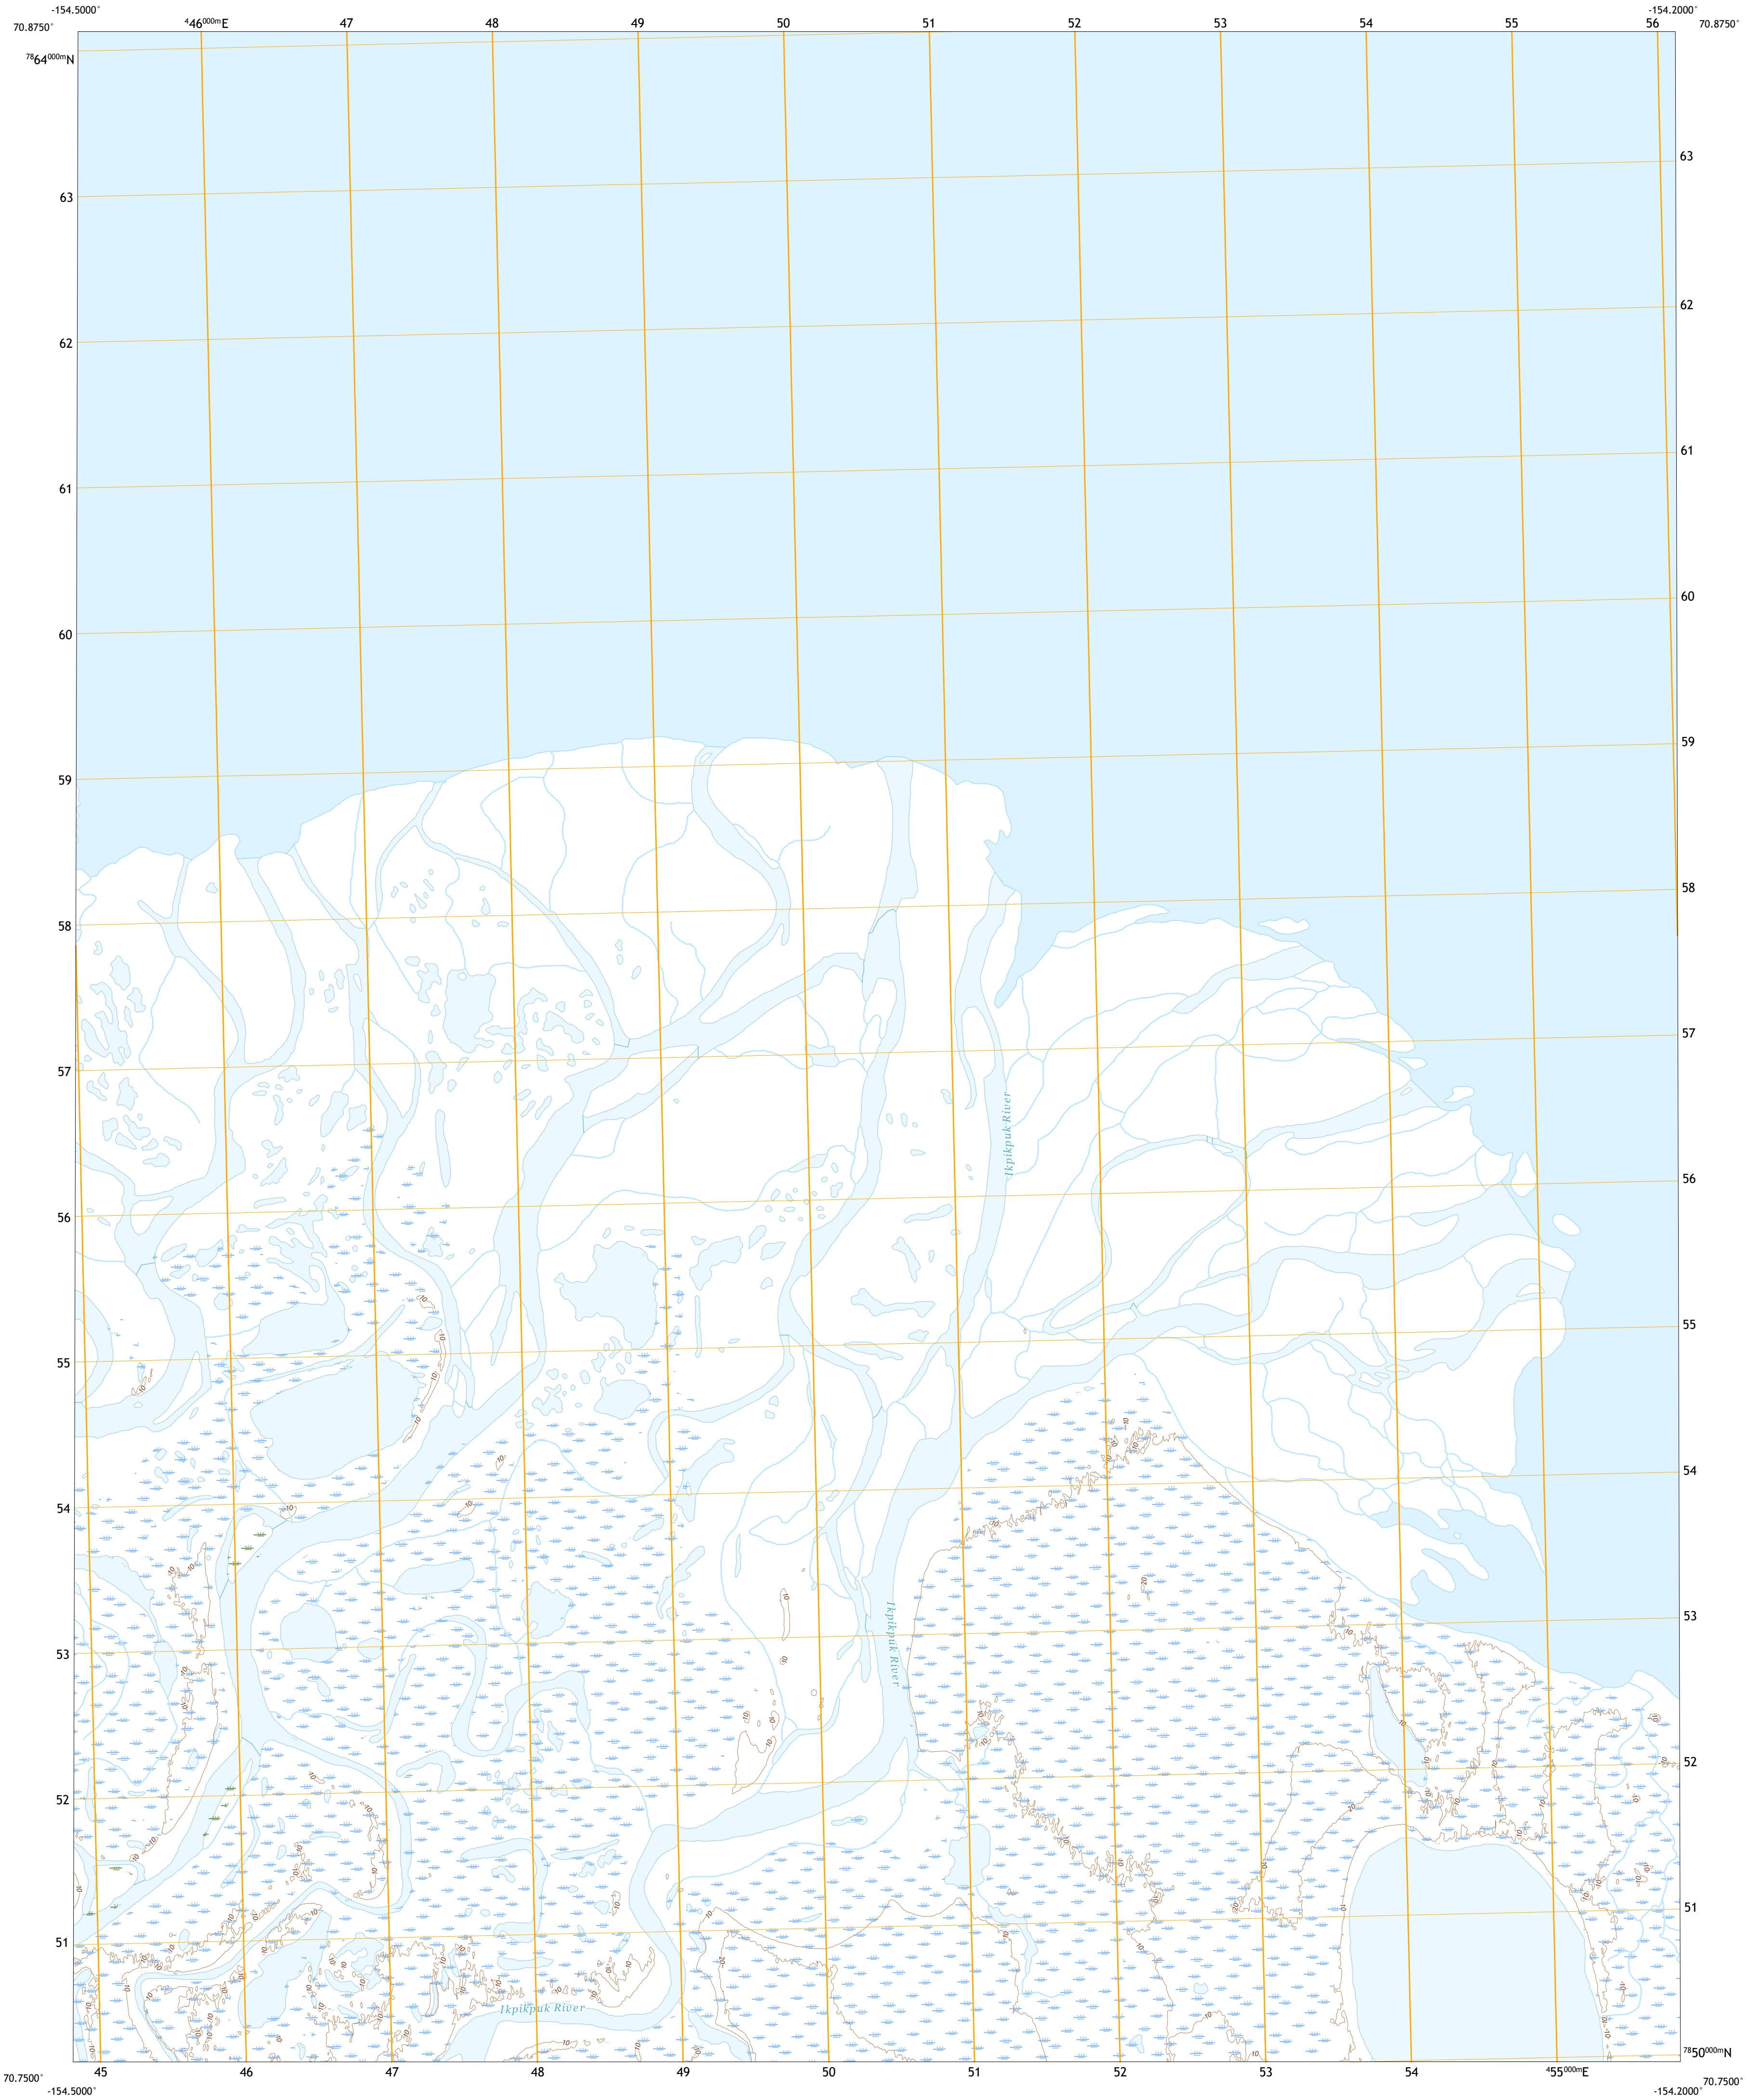 -154.5000° -154.2000°
70.8750° ⁴46⁰⁰⁰ᵐE 47 48 49 50 51 52 53 54 55 56 70.8750°
⁷⁸64⁰⁰⁰ᵐN
63 63
62 62
61 61
60 60
59 59
58 58
57 57
Ikpikpuk River
56 56
55 55
54 54
Ikpikpuk River
53 53
52 52
51 51
Ikpikpuk River
⁷⁸50⁰⁰⁰ᵐN
70.7500° 45 46 47 48 49 50 51 52 53 54 ⁴55⁰⁰⁰ᵐE 70.7500°
-154.5000° -154.2000°